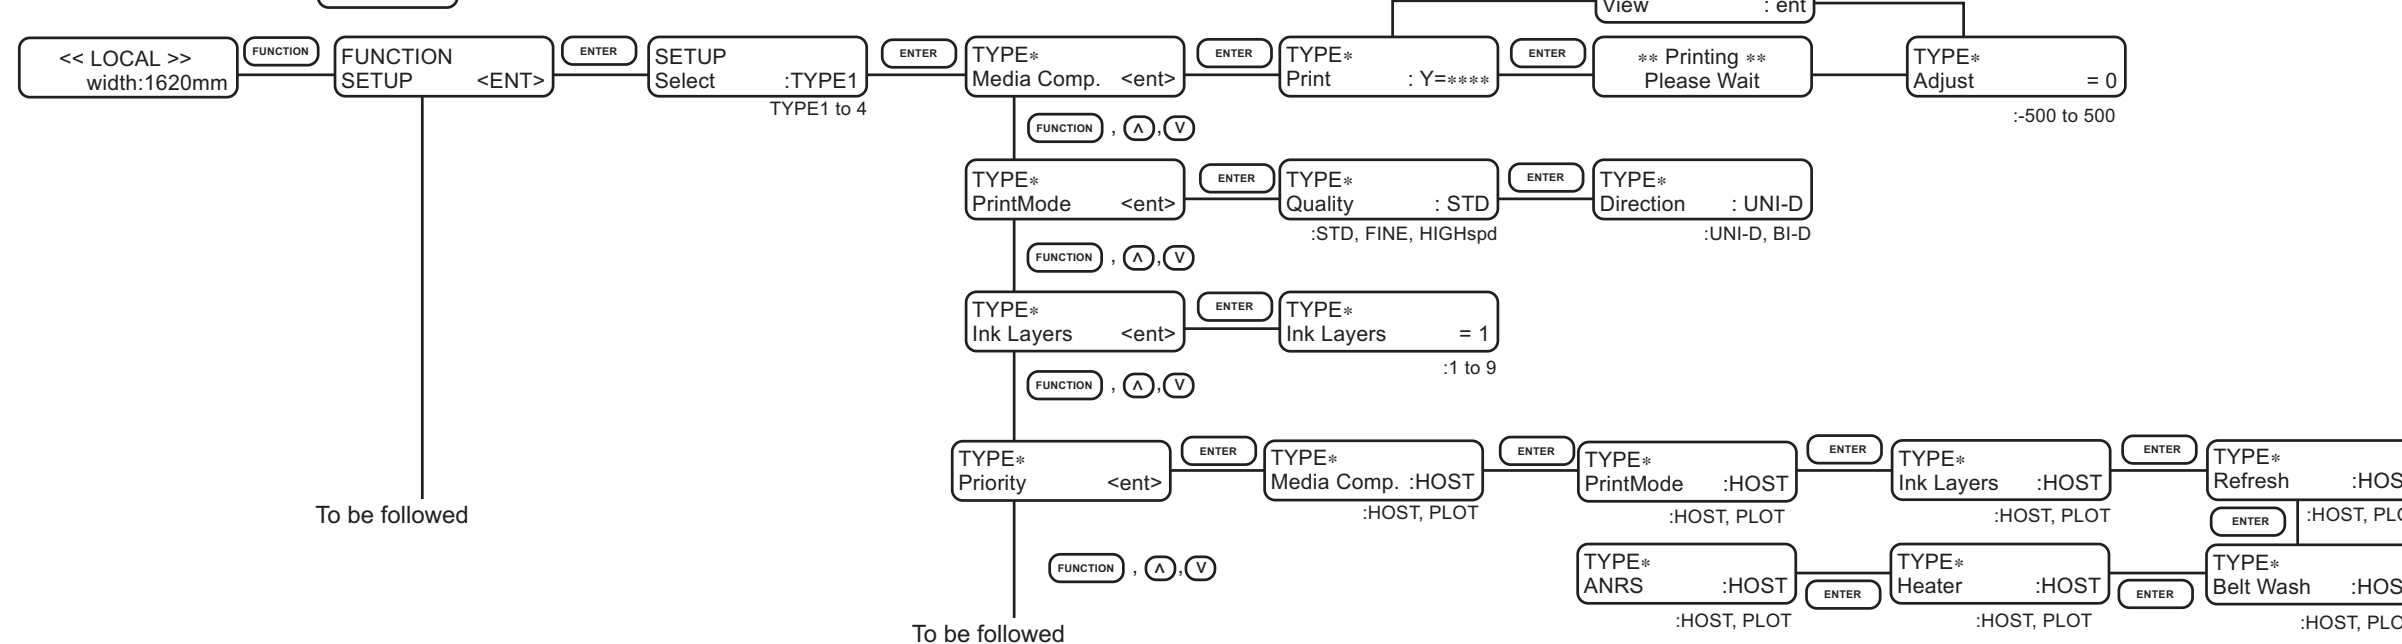 View : ent
<< LOCAL >>
width:1620mm
FUNCTION
FUNCTION
SETUP <ENT>
ENTER
SETUP
Select :TYPE1
TYPE1 to 4
ENTER
TYPE*
Media Comp. <ent>
ENTER
TYPE*
Print : Y=****
ENTER
** Printing **
Please Wait
TYPE*
Adjust = 0
:-500 to 500
FUNCTION , ∧ , ∨
TYPE*
PrintMode <ent>
ENTER
TYPE*
Quality : STD
:STD, FINE, HIGHspd
ENTER
TYPE*
Direction : UNI-D
:UNI-D, BI-D
FUNCTION , ∧ , ∨
TYPE*
Ink Layers <ent>
ENTER
TYPE*
Ink Layers = 1
:1 to 9
FUNCTION , ∧ , ∨
TYPE*
Priority <ent>
ENTER
TYPE*
Media Comp. :HOST
:HOST, PLOT
ENTER
TYPE*
PrintMode :HOST
:HOST, PLOT
ENTER
TYPE*
Ink Layers :HOST
:HOST, PLOT
ENTER
TYPE*
Refresh :HOS
:HOST, PLO
ENTER
TYPE*
Belt Wash :HOS
:HOST, PLO
ENTER
TYPE*
Heater :HOST
:HOST, PLOT
ENTER
TYPE*
ANRS :HOST
:HOST, PLOT
To be followed
FUNCTION , ∧ , ∨
To be followed